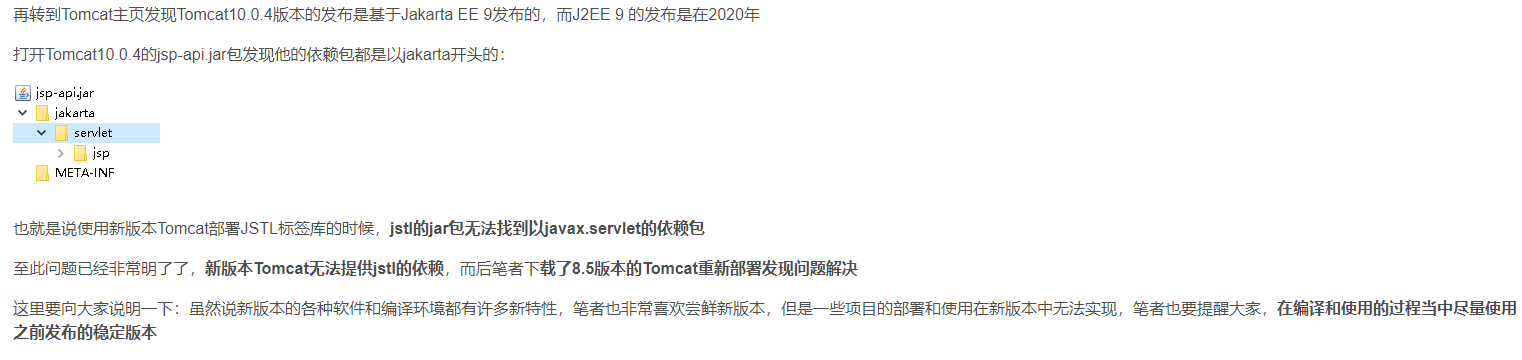 再转到Tomcat主页发现Tomcat10.0.4版本的发布是基于Jakarta EE 9发布的，而J2EE 9 的发布是在2020年
打开Tomcat10.0.4的jsp-api.jar包发现他的依赖包都是以jakarta开头的：
jsp-api.jar
jakarta
servlet
jsp
META-INF
也就是说使用新版本Tomcat部署JSTL标签库的时候，jstl的jar包无法找到以javax.servlet的依赖包
至此问题已经非常明了了，新版本Tomcat无法提供jstl的依赖，而后笔者下载了8.5版本的Tomcat重新部署发现问题解决
这里要向大家说明一下：虽然说新版本的各种软件和编译环境都有许多新特性，笔者也非常喜欢尝鲜新版本，但是一些项目的部署和使用在新版本中无法实现，笔者也要提醒大家，在编译和使用的过程当中尽量使用
之前发布的稳定版本